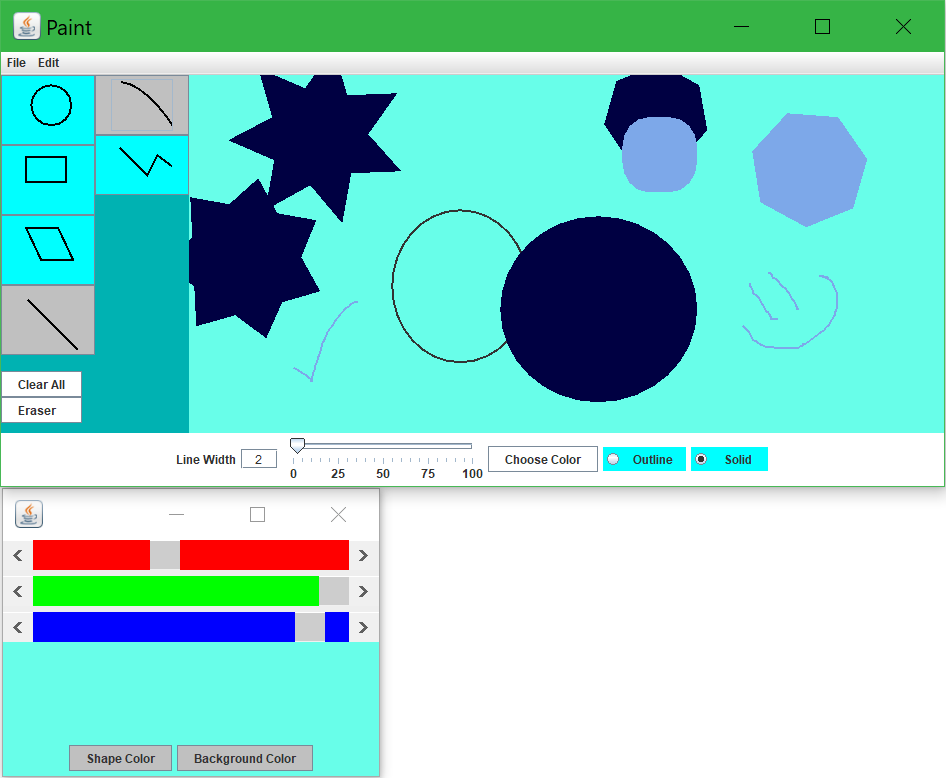 Paint
File Edit
Clear All
Eraser
Line Width 2
0 25 50 75 100
Choose Color
Outline
Solid
Shape Color
Background Color